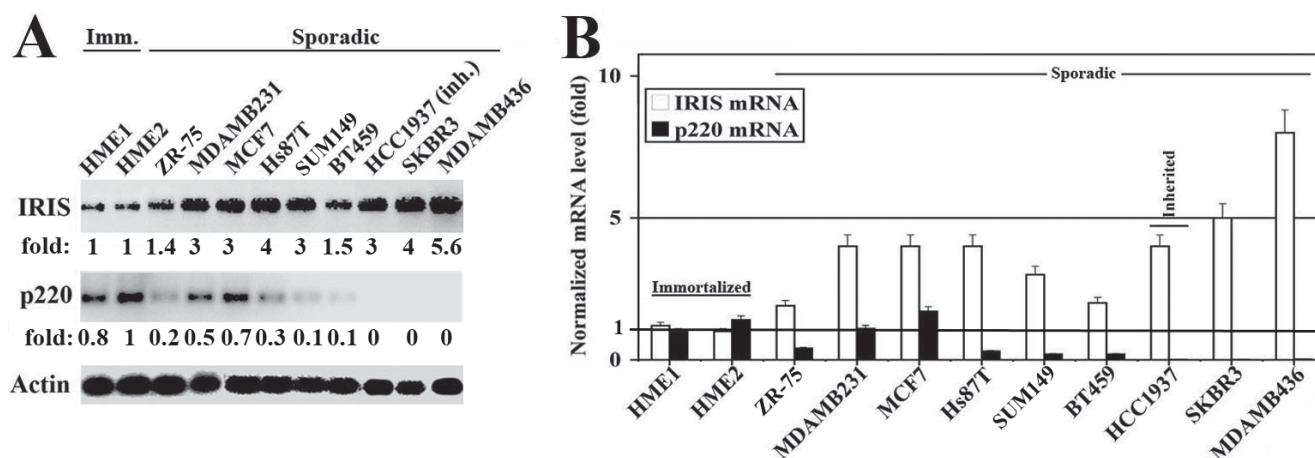 A
Imm.
Sporadic
HME1
HME2
ZR-75
MDAMB231
MCF7
Hs87T
SUM149
BT459
HCC1937 (inh.)
SKBR3
MDAMB436
IRIS
fold: 1 1 1.4 3 3 4 3 1.5 3 4 5.6
p220
fold: 0.8 1 0.2 0.5 0.7 0.3 0.1 0.1 0 0 0
Actin
B
Normalized mRNA level (fold)
10
5
1
0
Sporadic
IRIS mRNA
p220 mRNA
Immortalized
Inherited
HME1
HME2
ZR-75
MDAMB231
MCF7
Hs87T
SUM149
BT459
HCC1937
SKBR3
MDAMB436